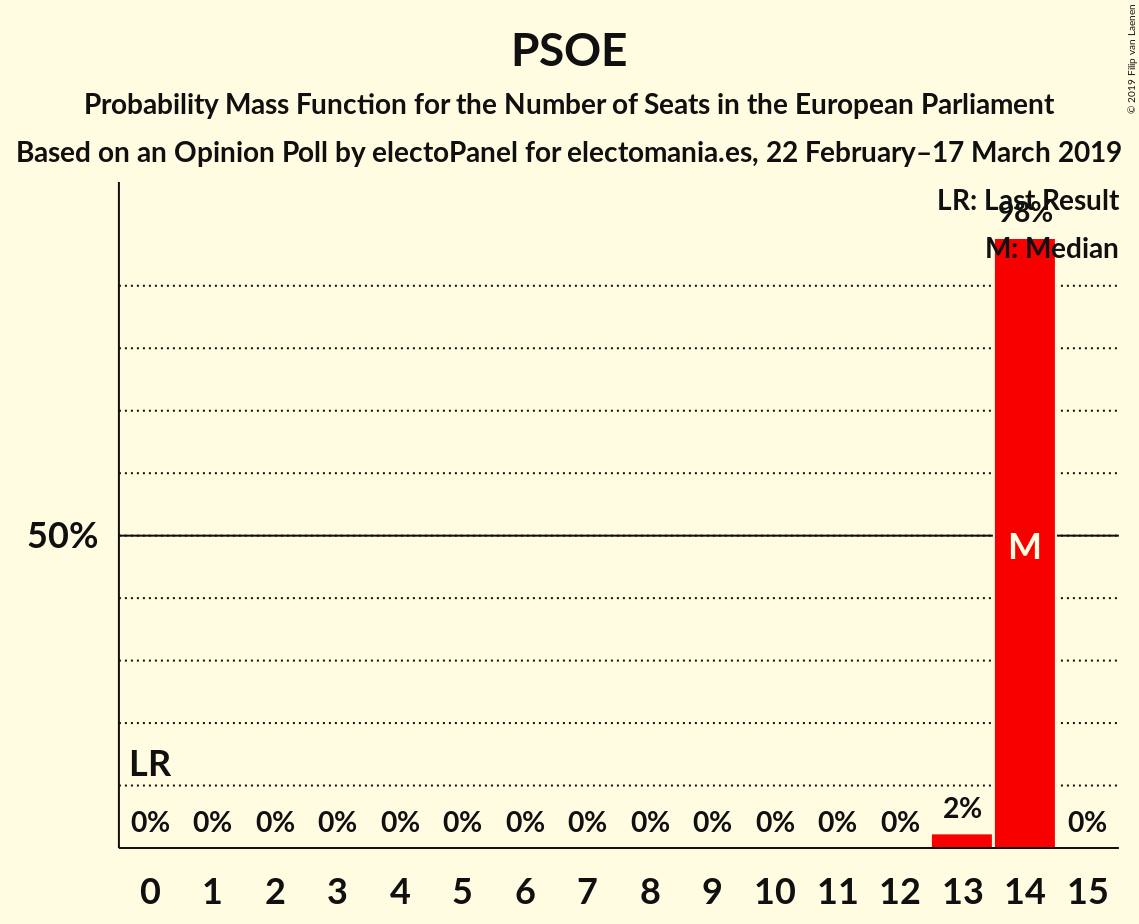 PSOE
Probability Mass Function for the Number of Seats in the European Parliament
Based on an Opinion Poll by electoPanel for electomania.es, 22 February–17 March 2019
© 2019 Filip van Laenen
LR: Last Result
98%
M: Median
50%
M
LR
0% 0% 0% 0% 0% 0% 0% 0% 0% 0% 0% 0% 0% 2% 0%
0 1 2 3 4 5 6 7 8 9 10 11 12 13 14 15